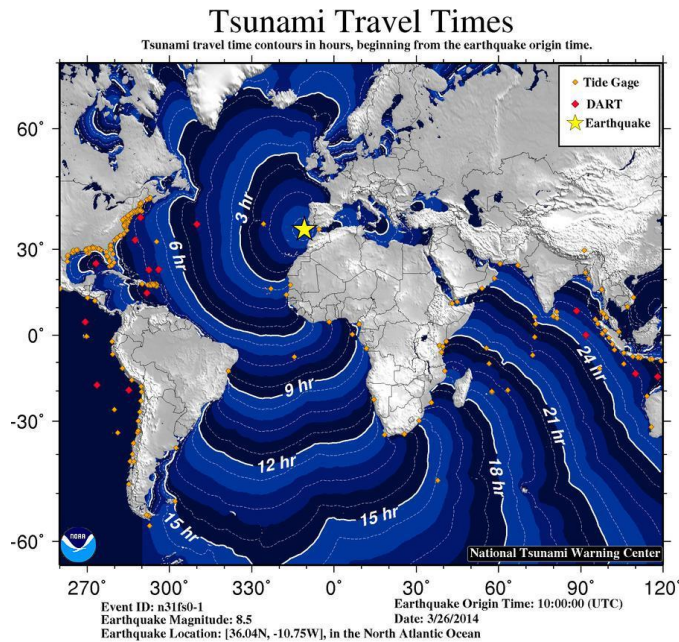 Tsunami Travel Times
Tsunami travel time contours in hours, beginning from the earthquake origin time.
Tide Gage
DART
Earthquake
60°
30°
0°
-30°
-60°
3 hr
6 hr
9 hr
12 hr
15 hr
15 hr
18 hr
21 hr
24 hr
NOAA
National Tsunami Warning Center
270° 300° 330° 0° 30° 60° 90° 120°
Event ID: n31fs0-1
Earthquake Magnitude: 8.5
Earthquake Location: [36.04N, -10.75W], in the North Atlantic Ocean
Earthquake Origin Time: 10:00:00 (UTC)
Date: 3/26/2014